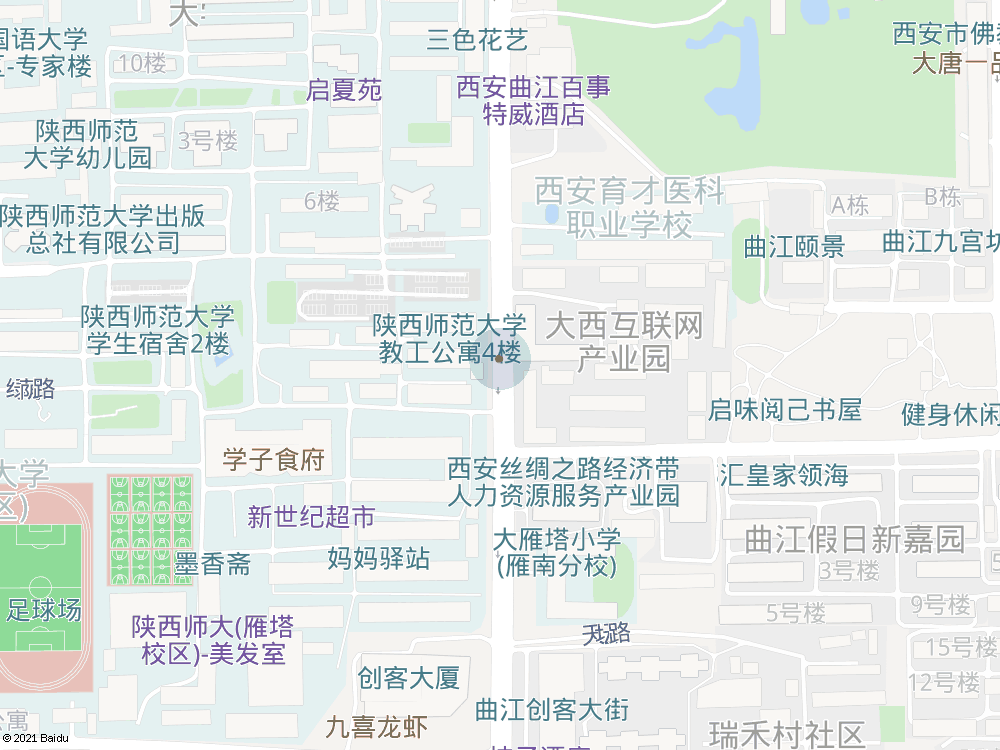 大
国语大学
区-专家楼
10楼
三色花艺
启夏苑
西安曲江百事
特威酒店
西安市佛教
大唐一品
陕西师范
大学幼儿园
3号楼
6楼
西安育才医科
职业学校
A栋
B栋
陕西师范大学出版
总社有限公司
曲江颐景
曲江九宫坊
陕西师范大学
学生宿舍2楼
陕西师范大学
教工公寓4楼
大西互联网
产业园
启味阅己书屋
健身休闲
学子食府
大学
区)
西安丝绸之路经济带
人力资源服务产业园
汇皇家领海
新世纪超市
大雁塔小学
(雁南分校)
曲江假日新嘉园
3号楼
墨香斋
妈妈驿站
足球场
5号楼
9号楼
陕西师大(雁塔
校区)-美发室
15号楼
12号楼
创客大厦
曲江创客大街
公寓
九喜龙虾
瑞禾村社区
© 2021 Baidu